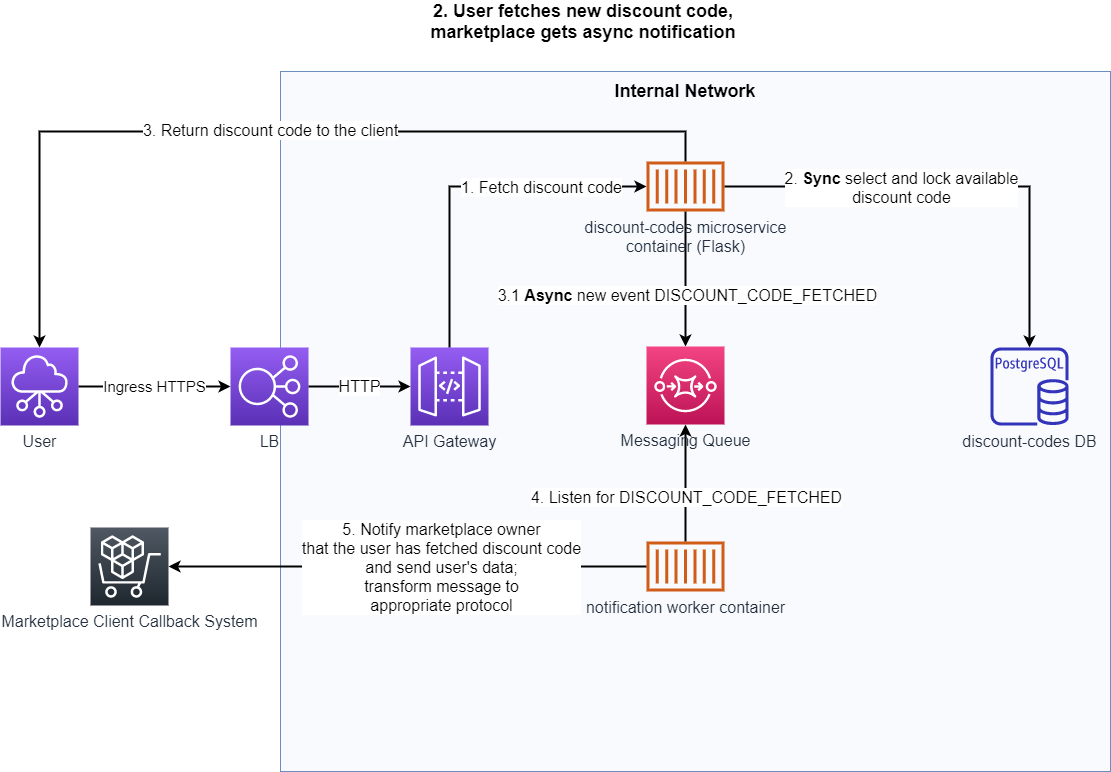 2. User fetches new discount code,
marketplace gets async notification
Internal Network
3. Return discount code to the client
1. Fetch discount code
2. Sync select and lock available
discount code
discount-codes microservice
container (Flask)
3.1 Async new event DISCOUNT_CODE_FETCHED
Ingress HTTPS
HTTP
PostgreSQL
User
LB
API Gateway
Messaging Queue
discount-codes DB
4. Listen for DISCOUNT_CODE_FETCHED
5. Notify marketplace owner
that the user has fetched discount code
and send user's data;
transform message to
appropriate protocol
notification worker container
Marketplace Client Callback System